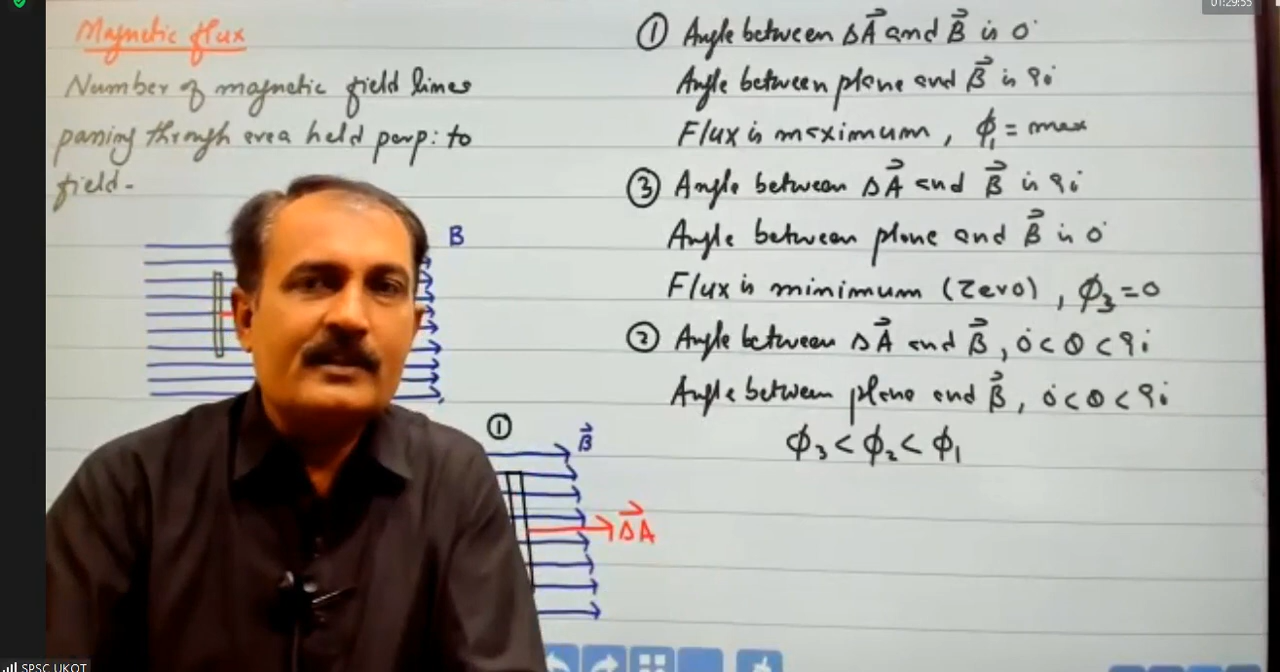 01:29:55
Magnetic flux
Number of magnetic field lines
passing through area held perp: to
field.
B
① B⃗
ΔA⃗
① Angle between ΔA⃗ and B⃗ is 0°
Angle between plane and B⃗ is 90°
Flux is maximum, ϕ₁ = max
③ Angle between ΔA⃗ and B⃗ is 90°
Angle between plane and B⃗ is 0°
Flux is minimum (Zero), ϕ₃ = 0
② Angle between ΔA⃗ and B⃗, 0° < θ < 90°
Angle between plane and B⃗, 0° < θ < 90°
ϕ₃ < ϕ₂ < ϕ₁
SPSC UKOT